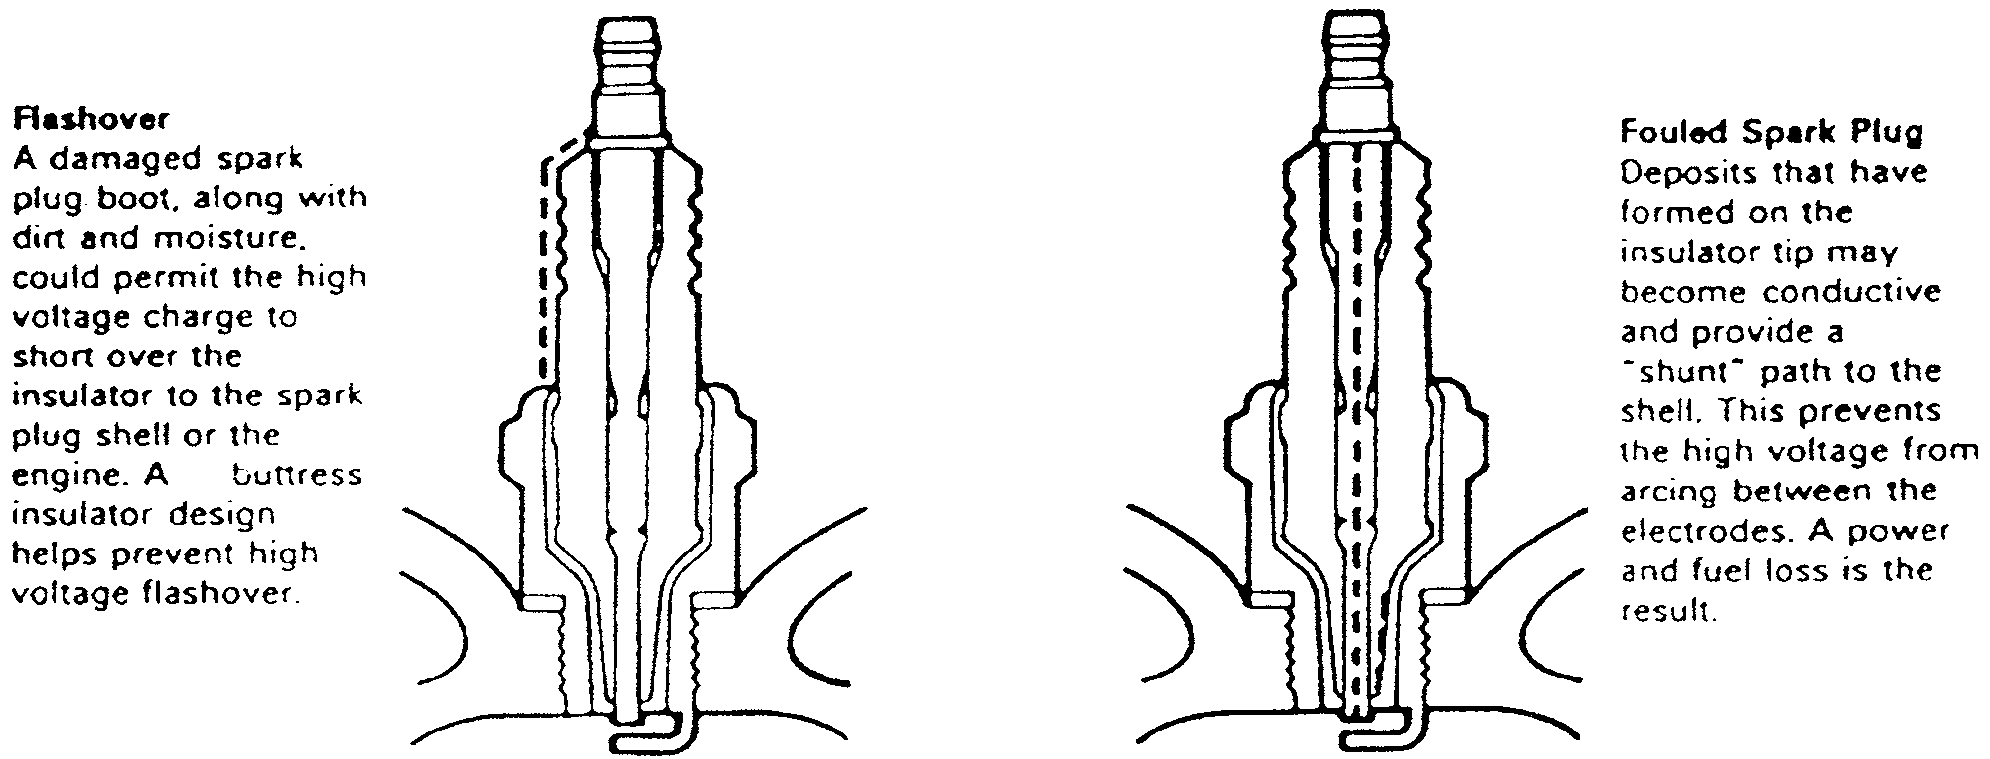 Flashover
A damaged spark
plug boot, along with
dirt and moisture,
could permit the high
voltage charge to
short over the
insulator to the spark
plug shell or the
engine. A buttress
insulator design
helps prevent high
voltage flashover.
Fouled Spark Plug
Deposits that have
formed on the
insulator tip may
become conductive
and provide a
"shunt" path to the
shell. This prevents
the high voltage from
arcing between the
electrodes. A power
and fuel loss is the
result.